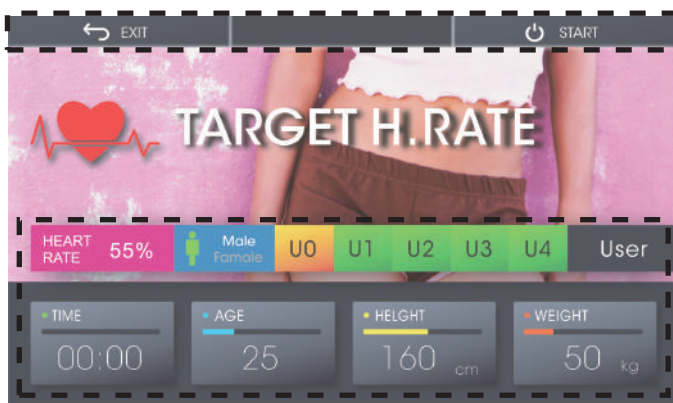 EXIT START
TARGET H.RATE
HEART RATE 55% Male Famale U0 U1 U2 U3 U4 User
TIME AGE HELGHT WEIGHT
00:00 25 160 cm 50 kg